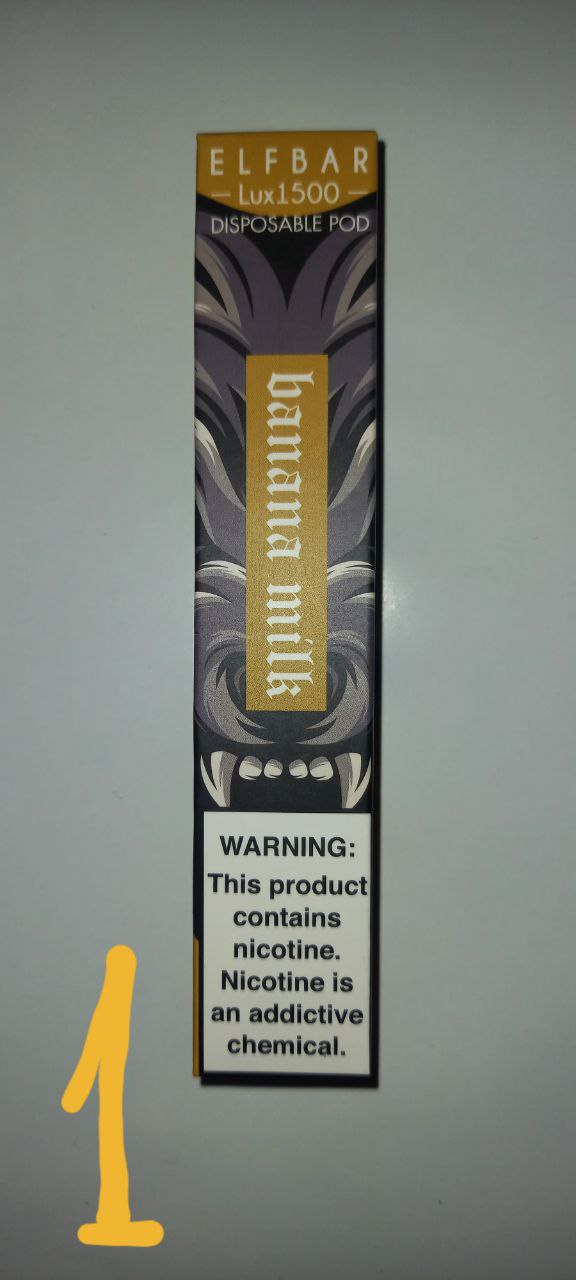 ELFBAR
Lux1500
DISPOSABLE POD
banana milk
WARNING:
This product
contains
nicotine.
Nicotine is
an addictive
chemical.
1